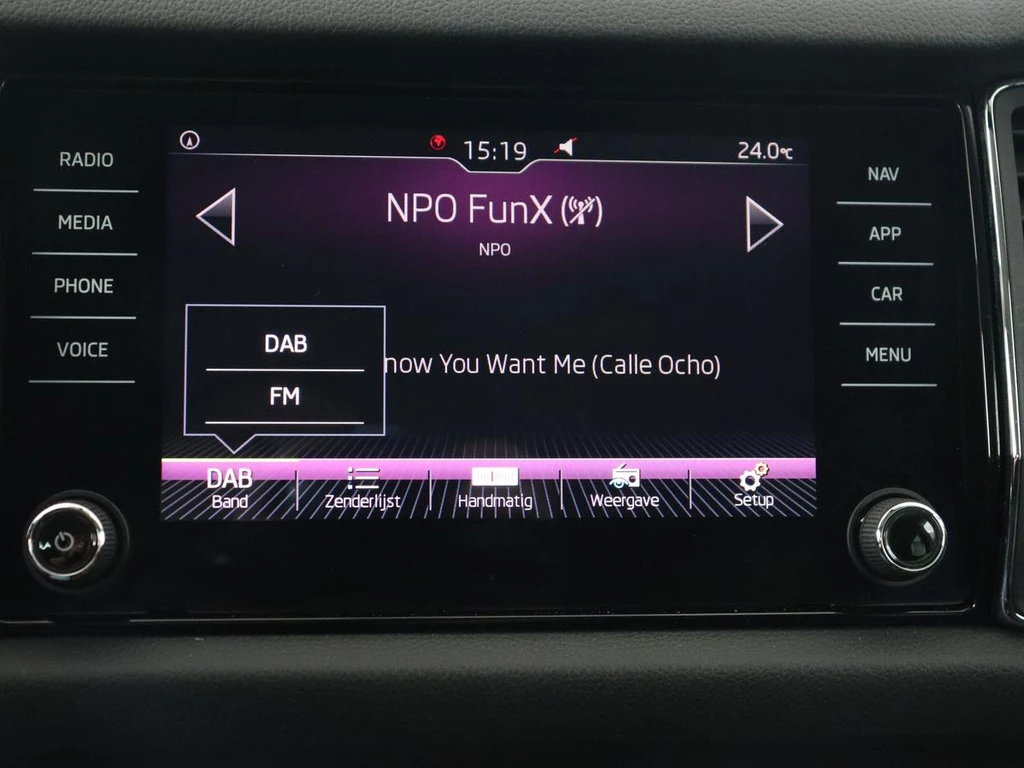 RADIO
MEDIA
PHONE
VOICE
15:19
24.0°C
NPO FunX
NPO
DAB
FM
now You Want Me (Calle Ocho)
DAB
Band
Zenderlijst
Handmatig
Weergave
Setup
NAV
APP
CAR
MENU